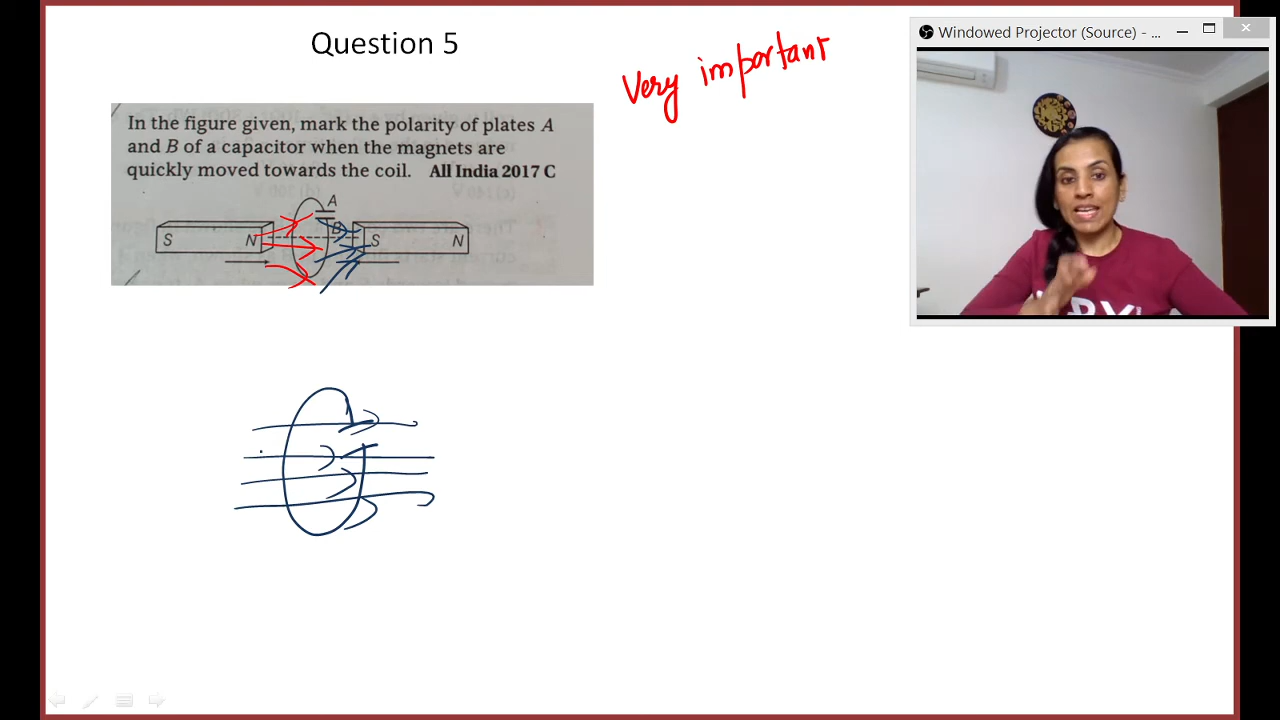 Question 5
Very important
Windowed Projector (Source) - ...
In the figure given, mark the polarity of plates A
and B of a capacitor when the magnets are
quickly moved towards the coil. All India 2017 C
A
B
S N S N